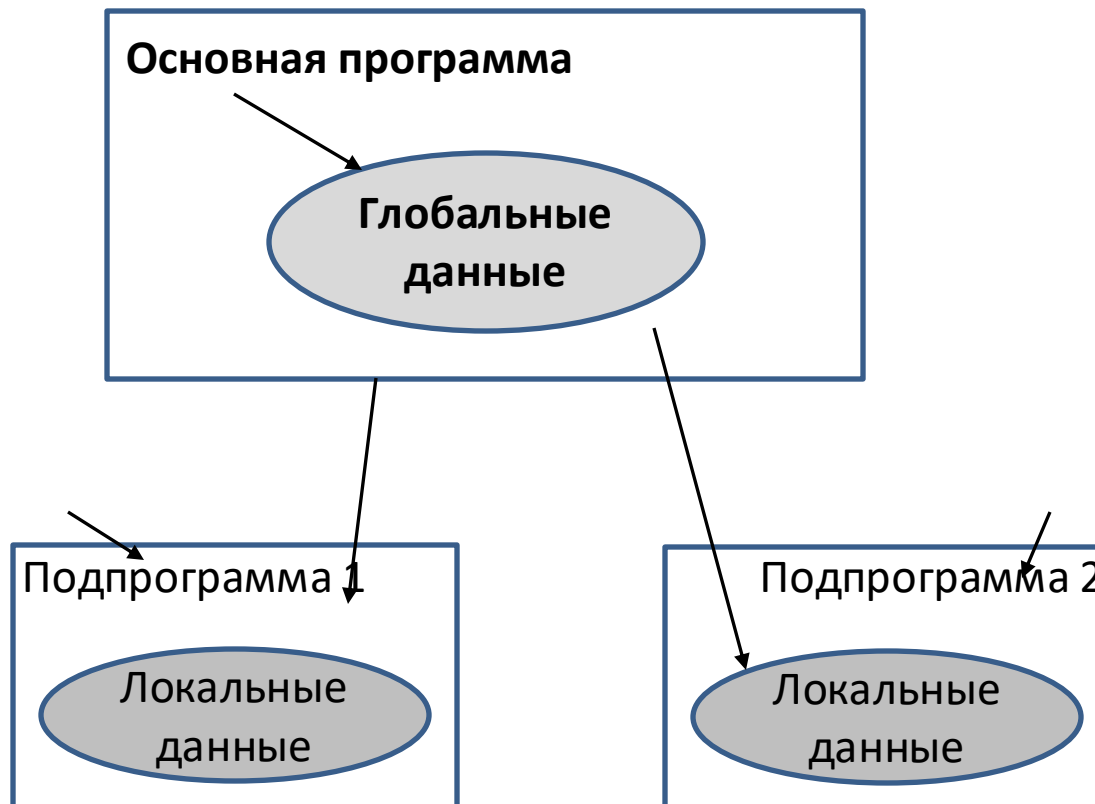 Основная программа
Глобальные
данные
Подпрограмма 1
Подпрограмма 2
Локальные
данные
Локальные
данные